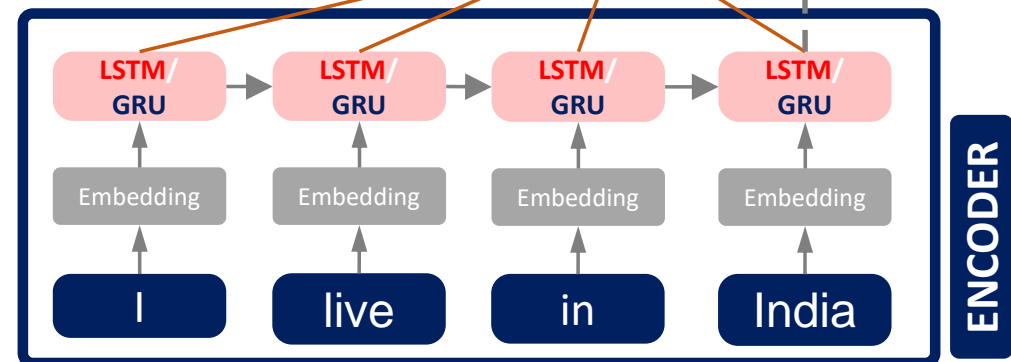 LSTM/ LSTM/ LSTM/ LSTM/
GRU GRU GRU GRU
Embedding Embedding Embedding Embedding
I live in India
ENCODER